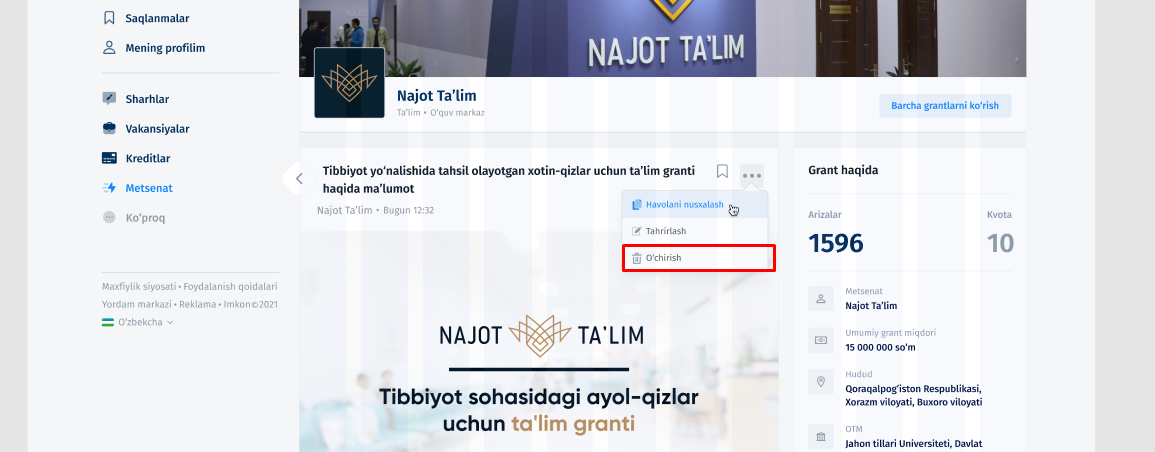 Saqlanmalar
Mening profilim
Sharhlar
Vakansiyalar
Kreditlar
Metsenat
Ko‘proq
Maxfiylik siyosati • Foydalanish qoidalari
Yordam markazi • Reklama • Imkon©2021
O‘zbekcha
NAJOT TA'LIM
Najot Ta’lim
Ta’lim • O‘quv markaz
Barcha grantlarni ko‘rish
Tibbiyot yo‘nalishida tahsil olayotgan xotin-qizlar uchun ta’lim granti
haqida ma’lumot
Najot Ta’lim • Bugun 12:32
Havolani nusxalash
Tahrirlash
O‘chirish
NAJOT TA’LIM
Tibbiyot sohasidagi ayol-qizlar
uchun ta'lim granti
Grant haqida
Arizalar
Kvota
1596
10
Metsenat
Najot Ta’lim
Umumiy grant miqdori
15 000 000 so‘m
Hudud
Qoraqalpog‘iston Respublikasi,
Xorazm viloyati, Buxoro viloyati
OTM
Jahon tillari Universiteti, Davlat